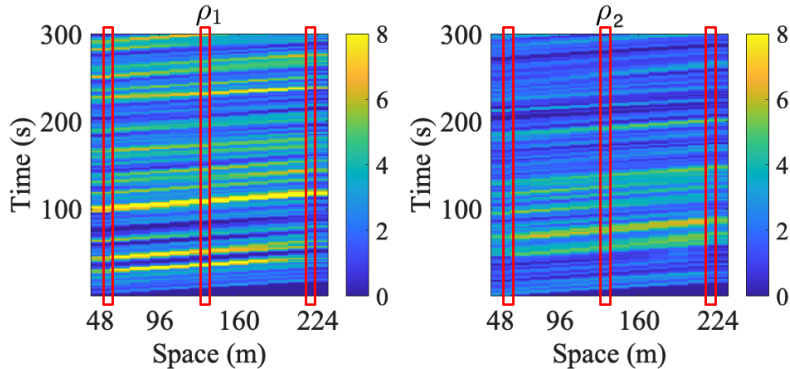 ρ1 ρ2
300 8 300 8
200 6 200 6
100 4 100 4
2 2
0 0
48 96 160 224 48 96 160 224
Space (m) Space (m)
Time (s) Time (s)